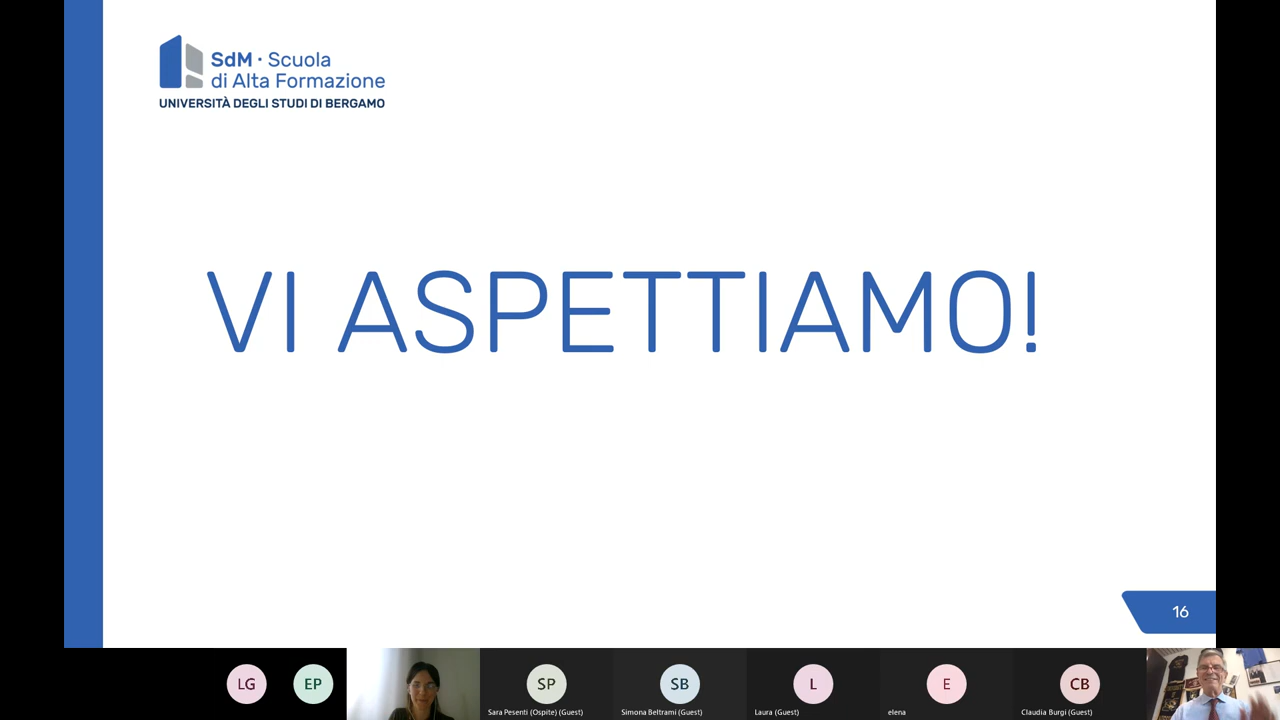 SdM · Scuola
di Alta Formazione
UNIVERSITÀ DEGLI STUDI DI BERGAMO
VI ASPETTIAMO!
16
LG
EP
SP
SB
L
E
CB
Sara Pesenti (Ospite) (Guest)
Simona Beltrami (Guest)
Laura (Guest)
elena
Claudia Burgi (Guest)